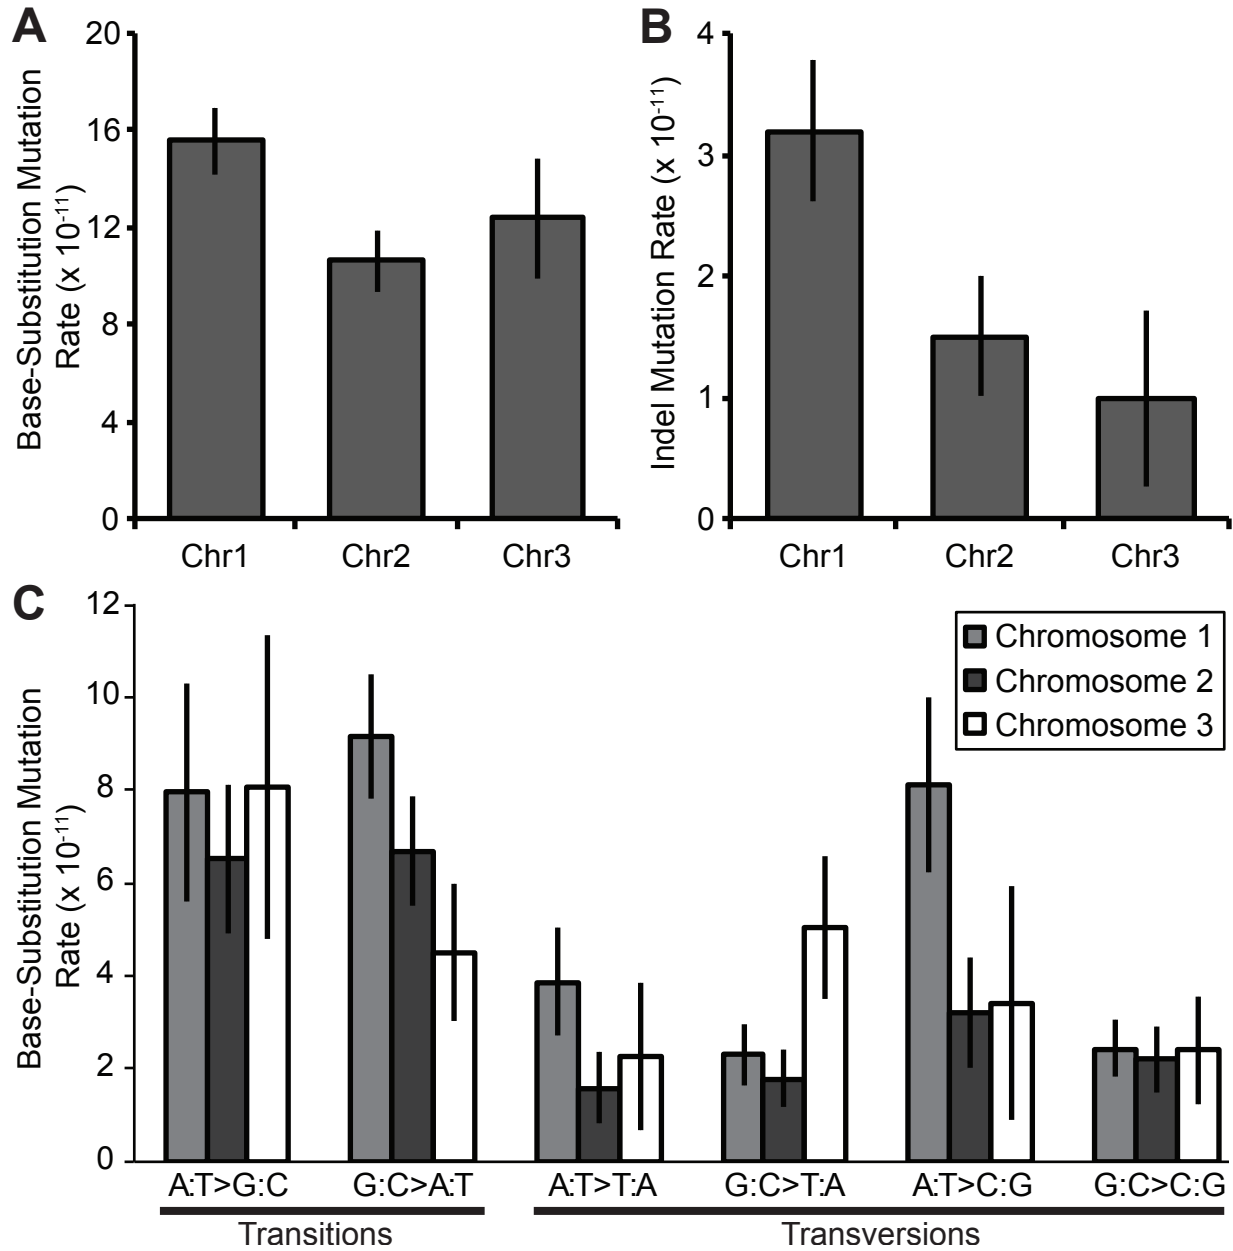 A
Base-Substitution Mutation
Rate (x 10⁻¹¹)
20
16
12
8
4
0
Chr1 Chr2 Chr3
B
Indel Mutation Rate (x 10⁻¹¹)
4
3
2
1
0
Chr1 Chr2 Chr3
C
Base-Substitution Mutation
Rate (x 10⁻¹¹)
12
10
8
6
4
2
0
Chromosome 1
Chromosome 2
Chromosome 3
A:T>G:C G:C>A:T A:T>T:A G:C>T:A A:T>C:G G:C>C:G
Transitions Transversions